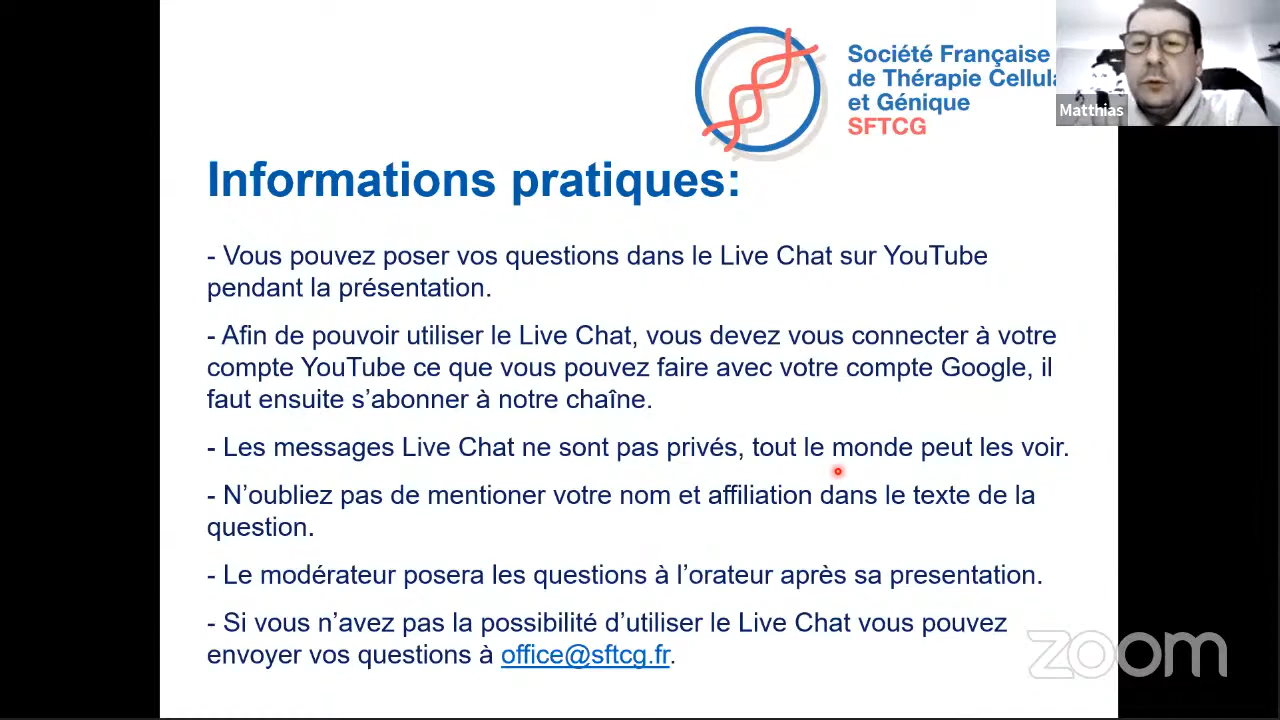 Société Française
de Thérapie Cellula
et Génique
SFTCG
Matthias
Informations pratiques:
- Vous pouvez poser vos questions dans le Live Chat sur YouTube
pendant la présentation.
- Afin de pouvoir utiliser le Live Chat, vous devez vous connecter à votre
compte YouTube ce que vous pouvez faire avec votre compte Google, il
faut ensuite s’abonner à notre chaîne.
- Les messages Live Chat ne sont pas privés, tout le monde peut les voir.
- N’oubliez pas de mentioner votre nom et affiliation dans le texte de la
question.
- Le modérateur posera les questions à l’orateur après sa presentation.
- Si vous n’avez pas la possibilité d’utiliser le Live Chat vous pouvez
envoyer vos questions à office@sftcg.fr.
zoom